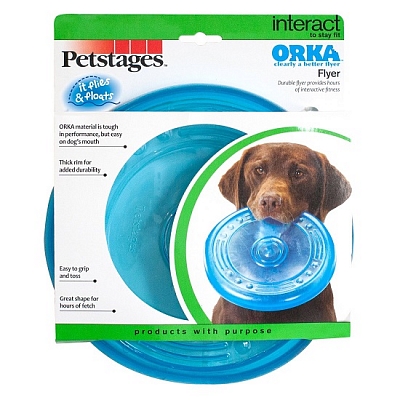 interact
to stay fit
Petstages®
ORKA™
clearly a better flyer
Flyer
Durable flyer provides hours
of interactive fitness
it flies
& floats
ORKA material is tough
in performance, but easy
on dog's mouth
Thick rim for
added durability
Easy to grip
and toss
Great shape for
hours of fetch
products with purpose